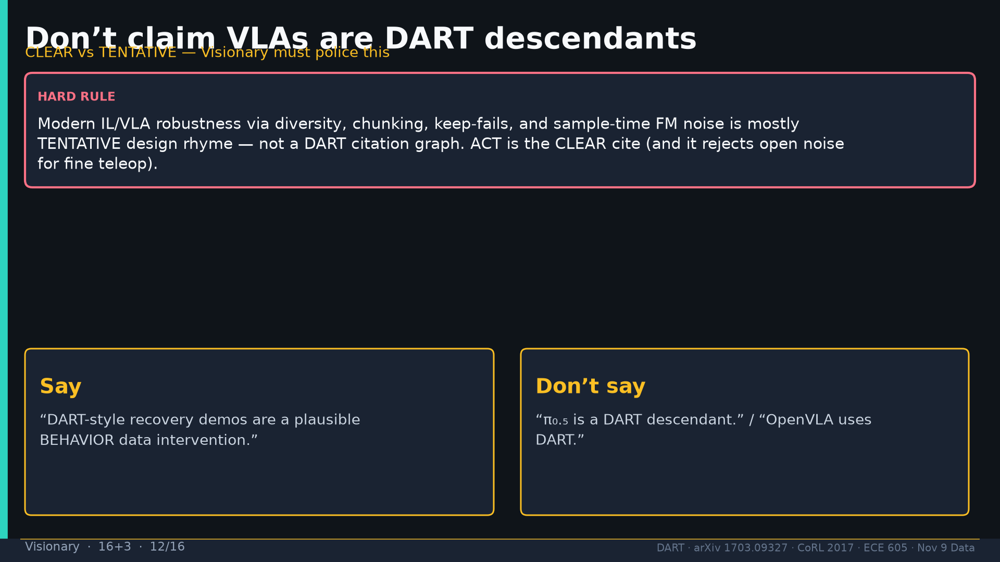 Don’t claim VLAs are DART descendants
CLEAR vs TENTATIVE — Visionary must police this
HARD RULE
Modern IL/VLA robustness via diversity, chunking, keep-fails, and sample-time FM noise is mostly
TENTATIVE design rhyme — not a DART citation graph. ACT is the CLEAR cite (and it rejects open noise
for fine teleop).
Say
“DART-style recovery demos are a plausible
BEHAVIOR data intervention.”
Don’t say
“π₀.₅ is a DART descendant.” / “OpenVLA uses
DART.”
Visionary · 16+3 · 12/16
DART · arXiv 1703.09327 · CoRL 2017 · ECE 605 · Nov 9 Data